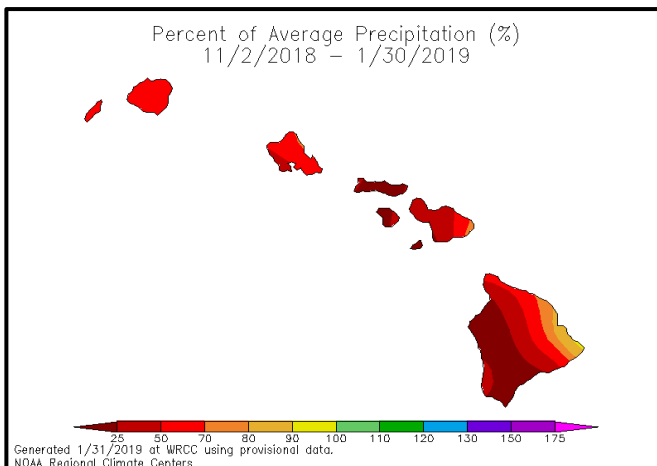 Percent of Average Precipitation (%)
11/2/2018 – 1/30/2019
25 50 70 80 90 100 110 120 130 150 175
Generated 1/31/2019 at WRCC using provisional data.
NOAA Regional Climate Centers